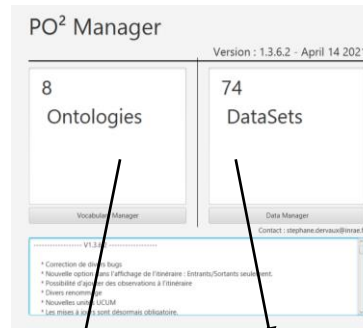 PO² Manager
Version : 1.3.6.2 - April 14 2021
8
Ontologies
74
DataSets
Vocabulary Manager
Data Manager
Contact : stephane.dervaux@inrae.f
V1.3.6.2
* Correction de divers bugs
* Nouvelle option dans l'affichage de l'itinéraire : Entrants/Sortants seulement.
* Possibilité d'ajouter des observations à l'itinéraire
* Divers renommage
* Nouvelles unités UCUM
* Les mises à jours sont désormais obligatoire.